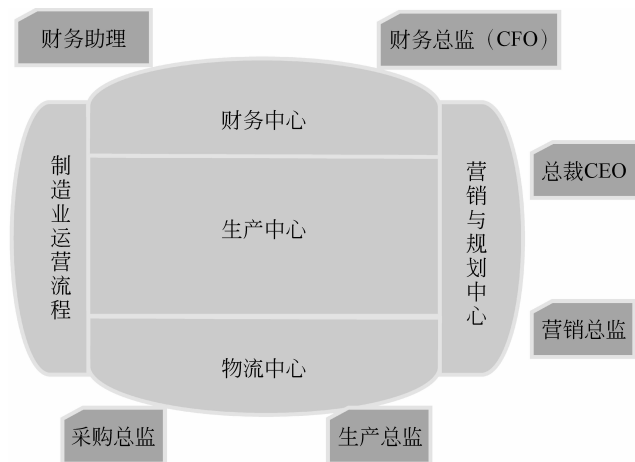 财务助理
财务总监（CFO）
财务中心
制造业运营流程
营销与规划中心
总裁CEO
生产中心
营销总监
物流中心
采购总监
生产总监